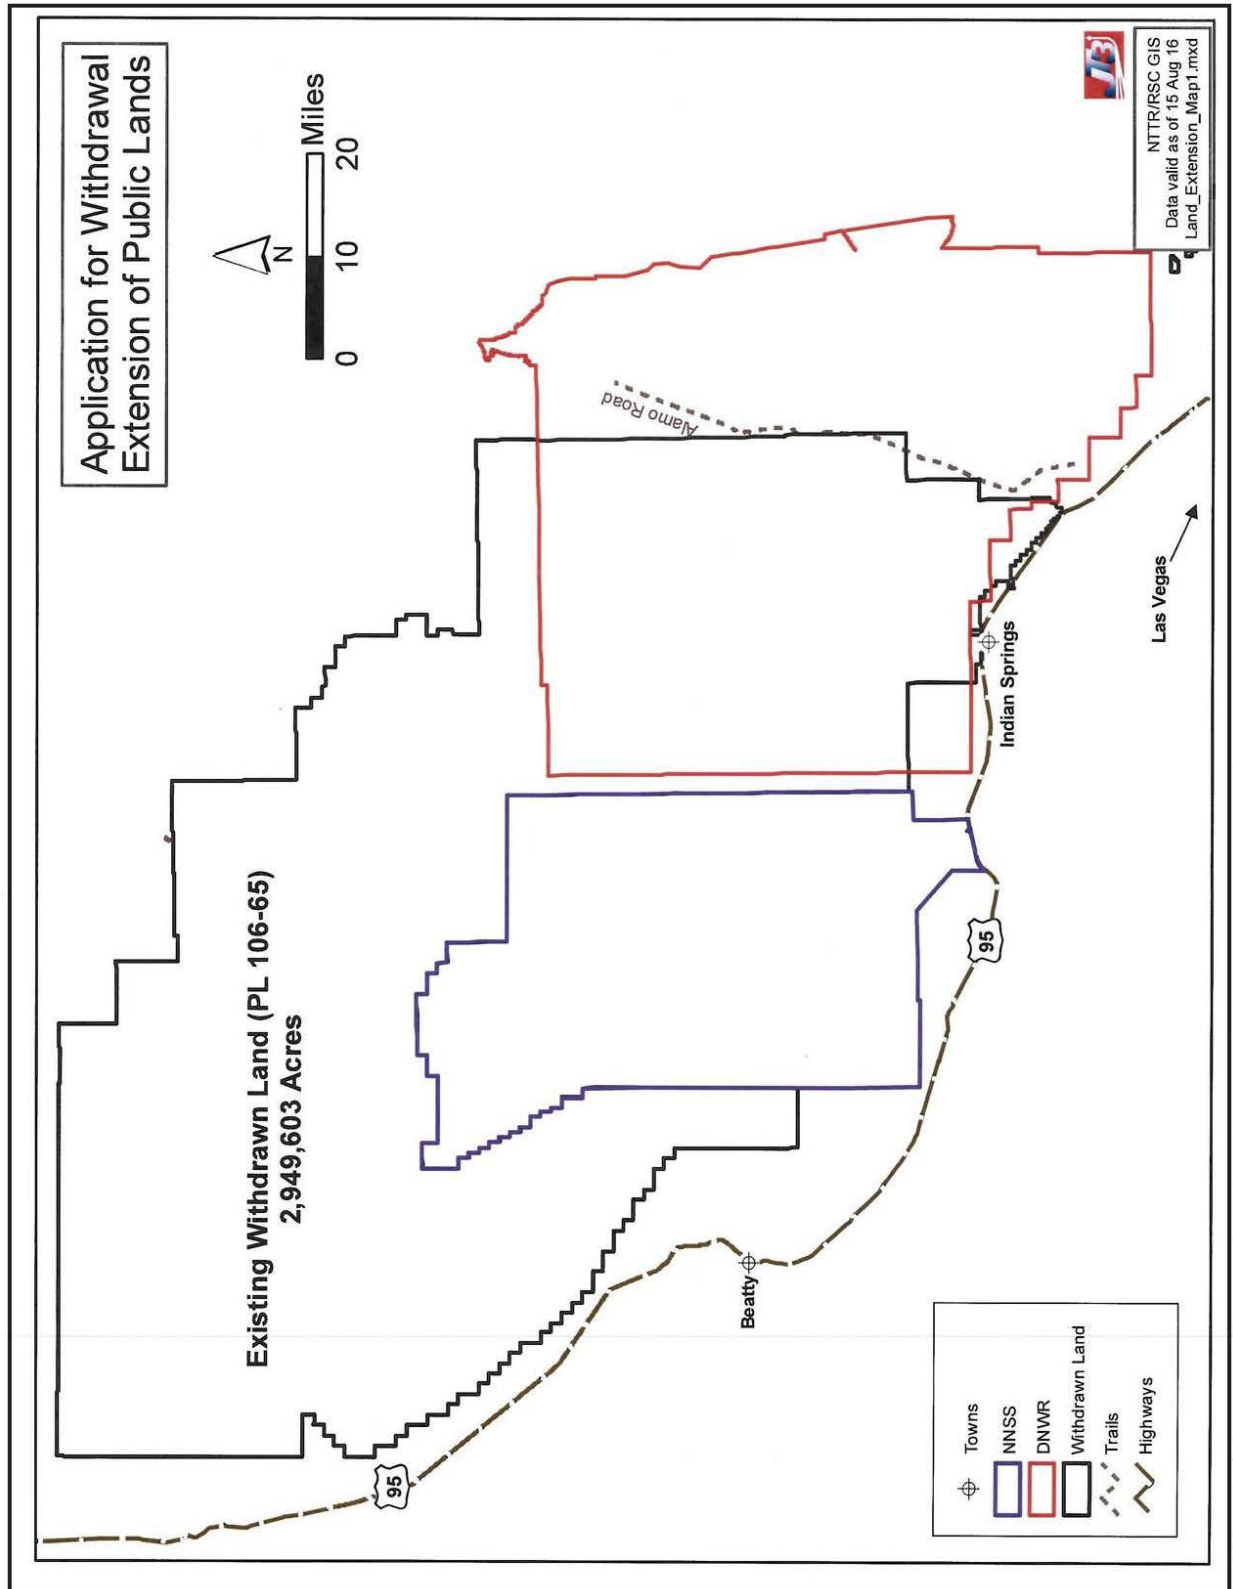 Application for Withdrawal
Extension of Public Lands
N
0 10 20 Miles
Existing Withdrawn Land (PL 106-65)
2,949,603 Acres
Alamo Road
95
Beatty
95
Indian Springs
Las Vegas
Towns
NNSS
DNWR
Withdrawn Land
Trails
Highways
JT3
NTTR/RSC GIS
Data valid as of 15 Aug 16
Land_Extension_Map1.mxd